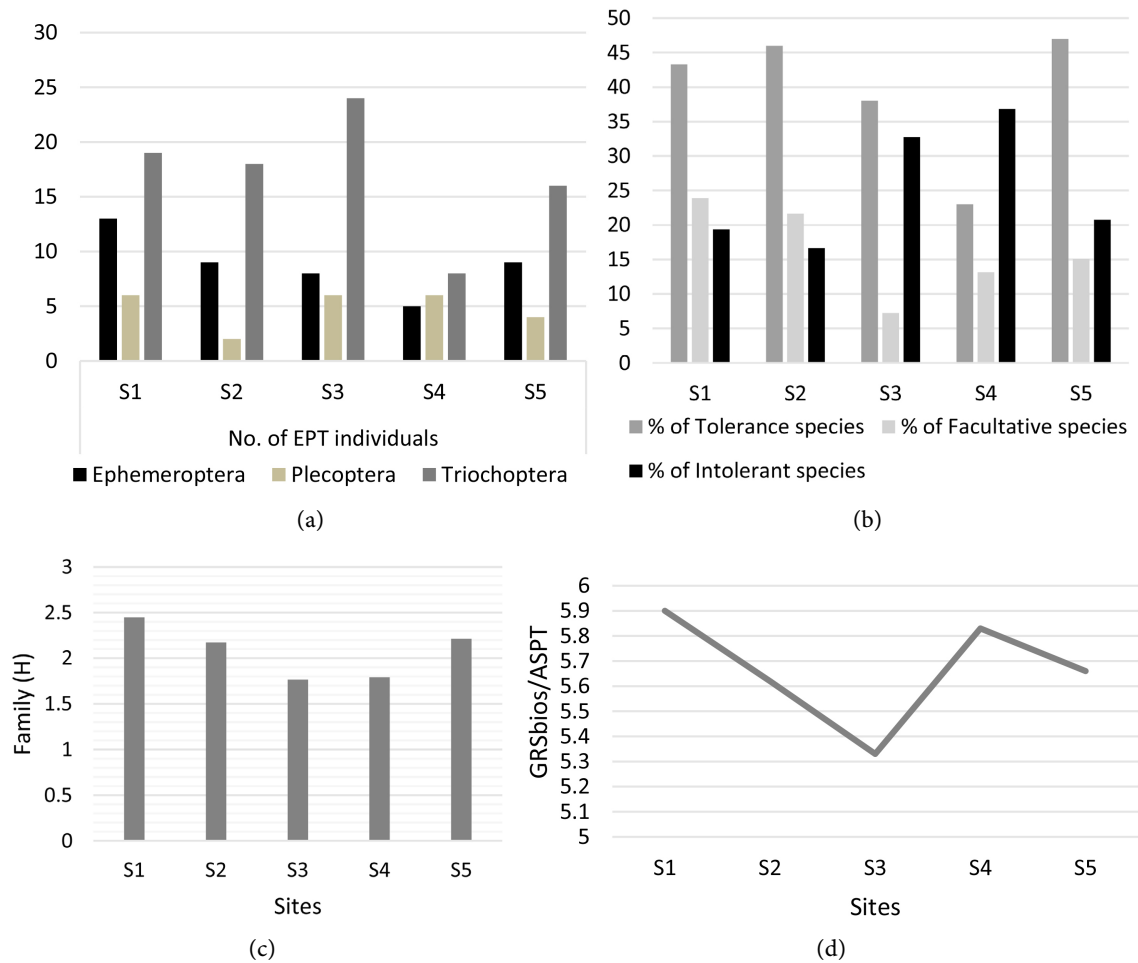 30
25
20
15
10
5
0
S1 S2 S3 S4 S5
No. of EPT individuals
Ephemeroptera Plecoptera Triochoptera
(a)
50
45
40
35
30
25
20
15
10
5
0
S1 S2 S3 S4 S5
% of Tolerance species % of Facultative species
% of Intolerant species
(b)
Family (H)
3
2.5
2
1.5
1
0.5
0
S1 S2 S3 S4 S5
Sites
(c)
GRSbios/ASPT
6
5.9
5.8
5.7
5.6
5.5
5.4
5.3
5.2
5.1
5
S1 S2 S3 S4 S5
Sites
(d)